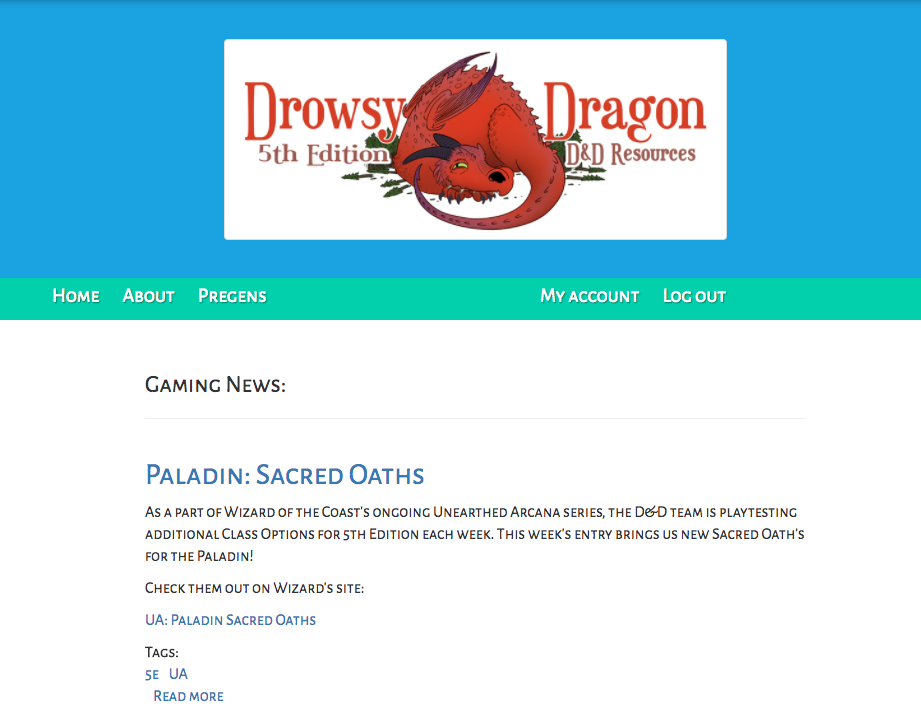 Drowsy Dragon
5th Edition D&D Resources
Home About Pregens My account Log out
Gaming News:
Paladin: Sacred Oaths
As a part of Wizard of the Coast's ongoing Unearthed Arcana series, the D&D team is playtesting
additional Class Options for 5th Edition each week. This week's entry brings us new Sacred Oath's
for the Paladin!
Check them out on Wizard's site:
UA: Paladin Sacred Oaths
Tags:
5e UA
Read more